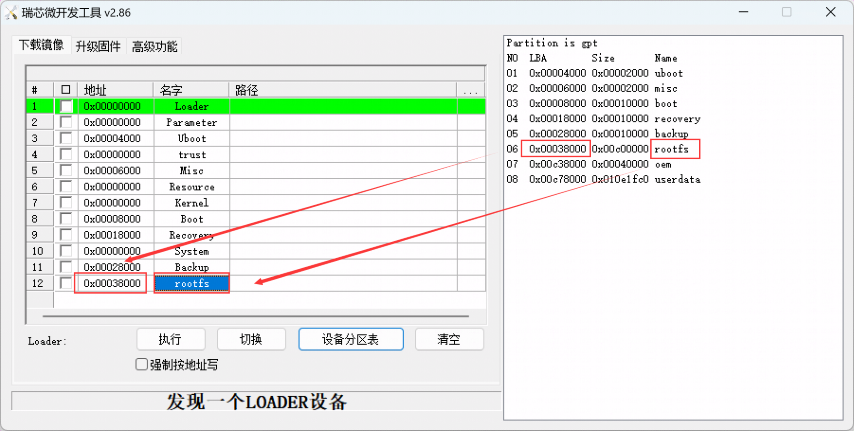 瑞芯微开发工具 v2.86
下载镜像 升级固件 高级功能
# 地址 名字 路径 ...
1 0x00000000 Loader
2 0x00000000 Parameter
3 0x00004000 Uboot
4 0x00000000 trust
5 0x00006000 Misc
6 0x00000000 Resource
7 0x00000000 Kernel
8 0x00008000 Boot
9 0x00018000 Recovery
10 0x00000000 System
11 0x00028000 Backup
12 0x00038000 rootfs
Loader:
执行 切换 设备分区表 清空
强制按地址写
发现一个LOADER设备
Partition is gpt
NO LBA Size Name
01 0x00004000 0x00002000 uboot
02 0x00006000 0x00002000 misc
03 0x00008000 0x00010000 boot
04 0x00018000 0x00010000 recovery
05 0x00028000 0x00010000 backup
06 0x00038000 0x00c00000 rootfs
07 0x00c38000 0x00040000 oem
08 0x00c78000 0x010e1fc0 userdata